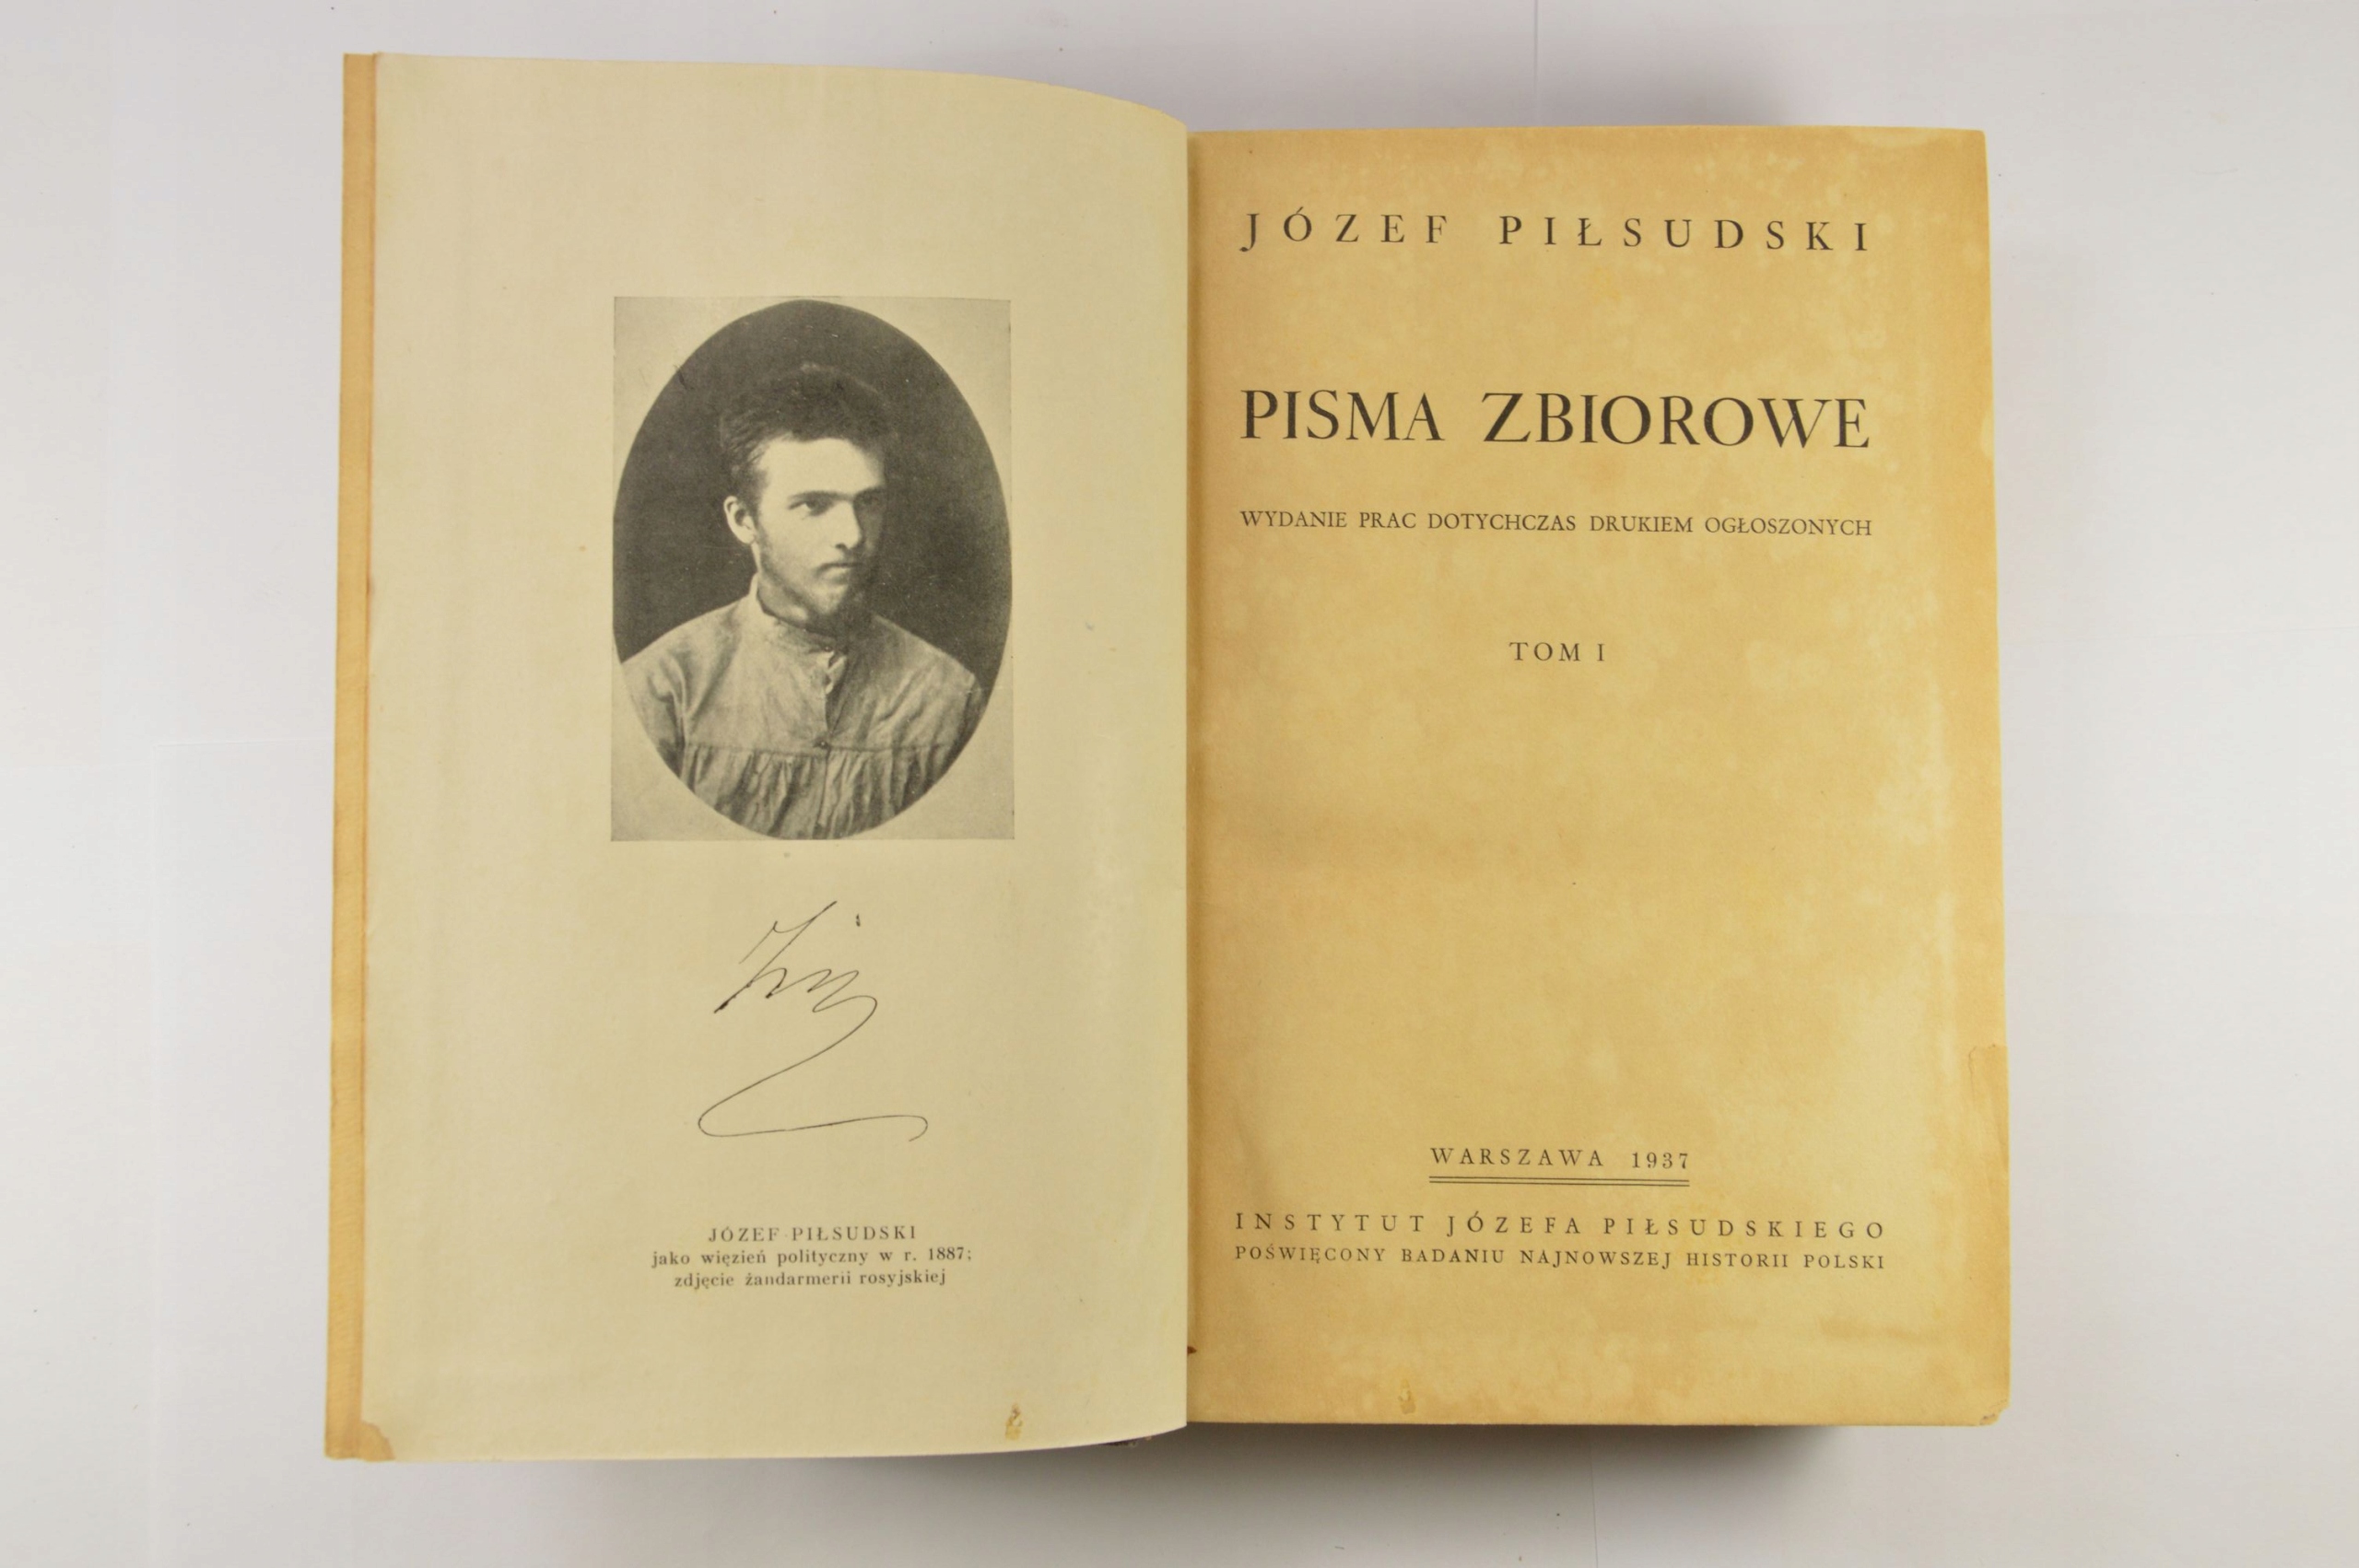 JÓZEF PIŁSUDSKI
jako więzień polityczny w r. 1887;
zdjęcie żandarmerii rosyjskiej
JÓZEF PIŁSUDSKI
PISMA ZBIOROWE
WYDANIE PRAC DOTYCHCZAS DRUKIEM OGŁOSZONYCH
TOM I
WARSZAWA 1937
INSTYTUT JÓZEFA PIŁSUDSKIEGO
POŚWIĘCONY BADANIU NAJNOWSZEJ HISTORII POLSKI